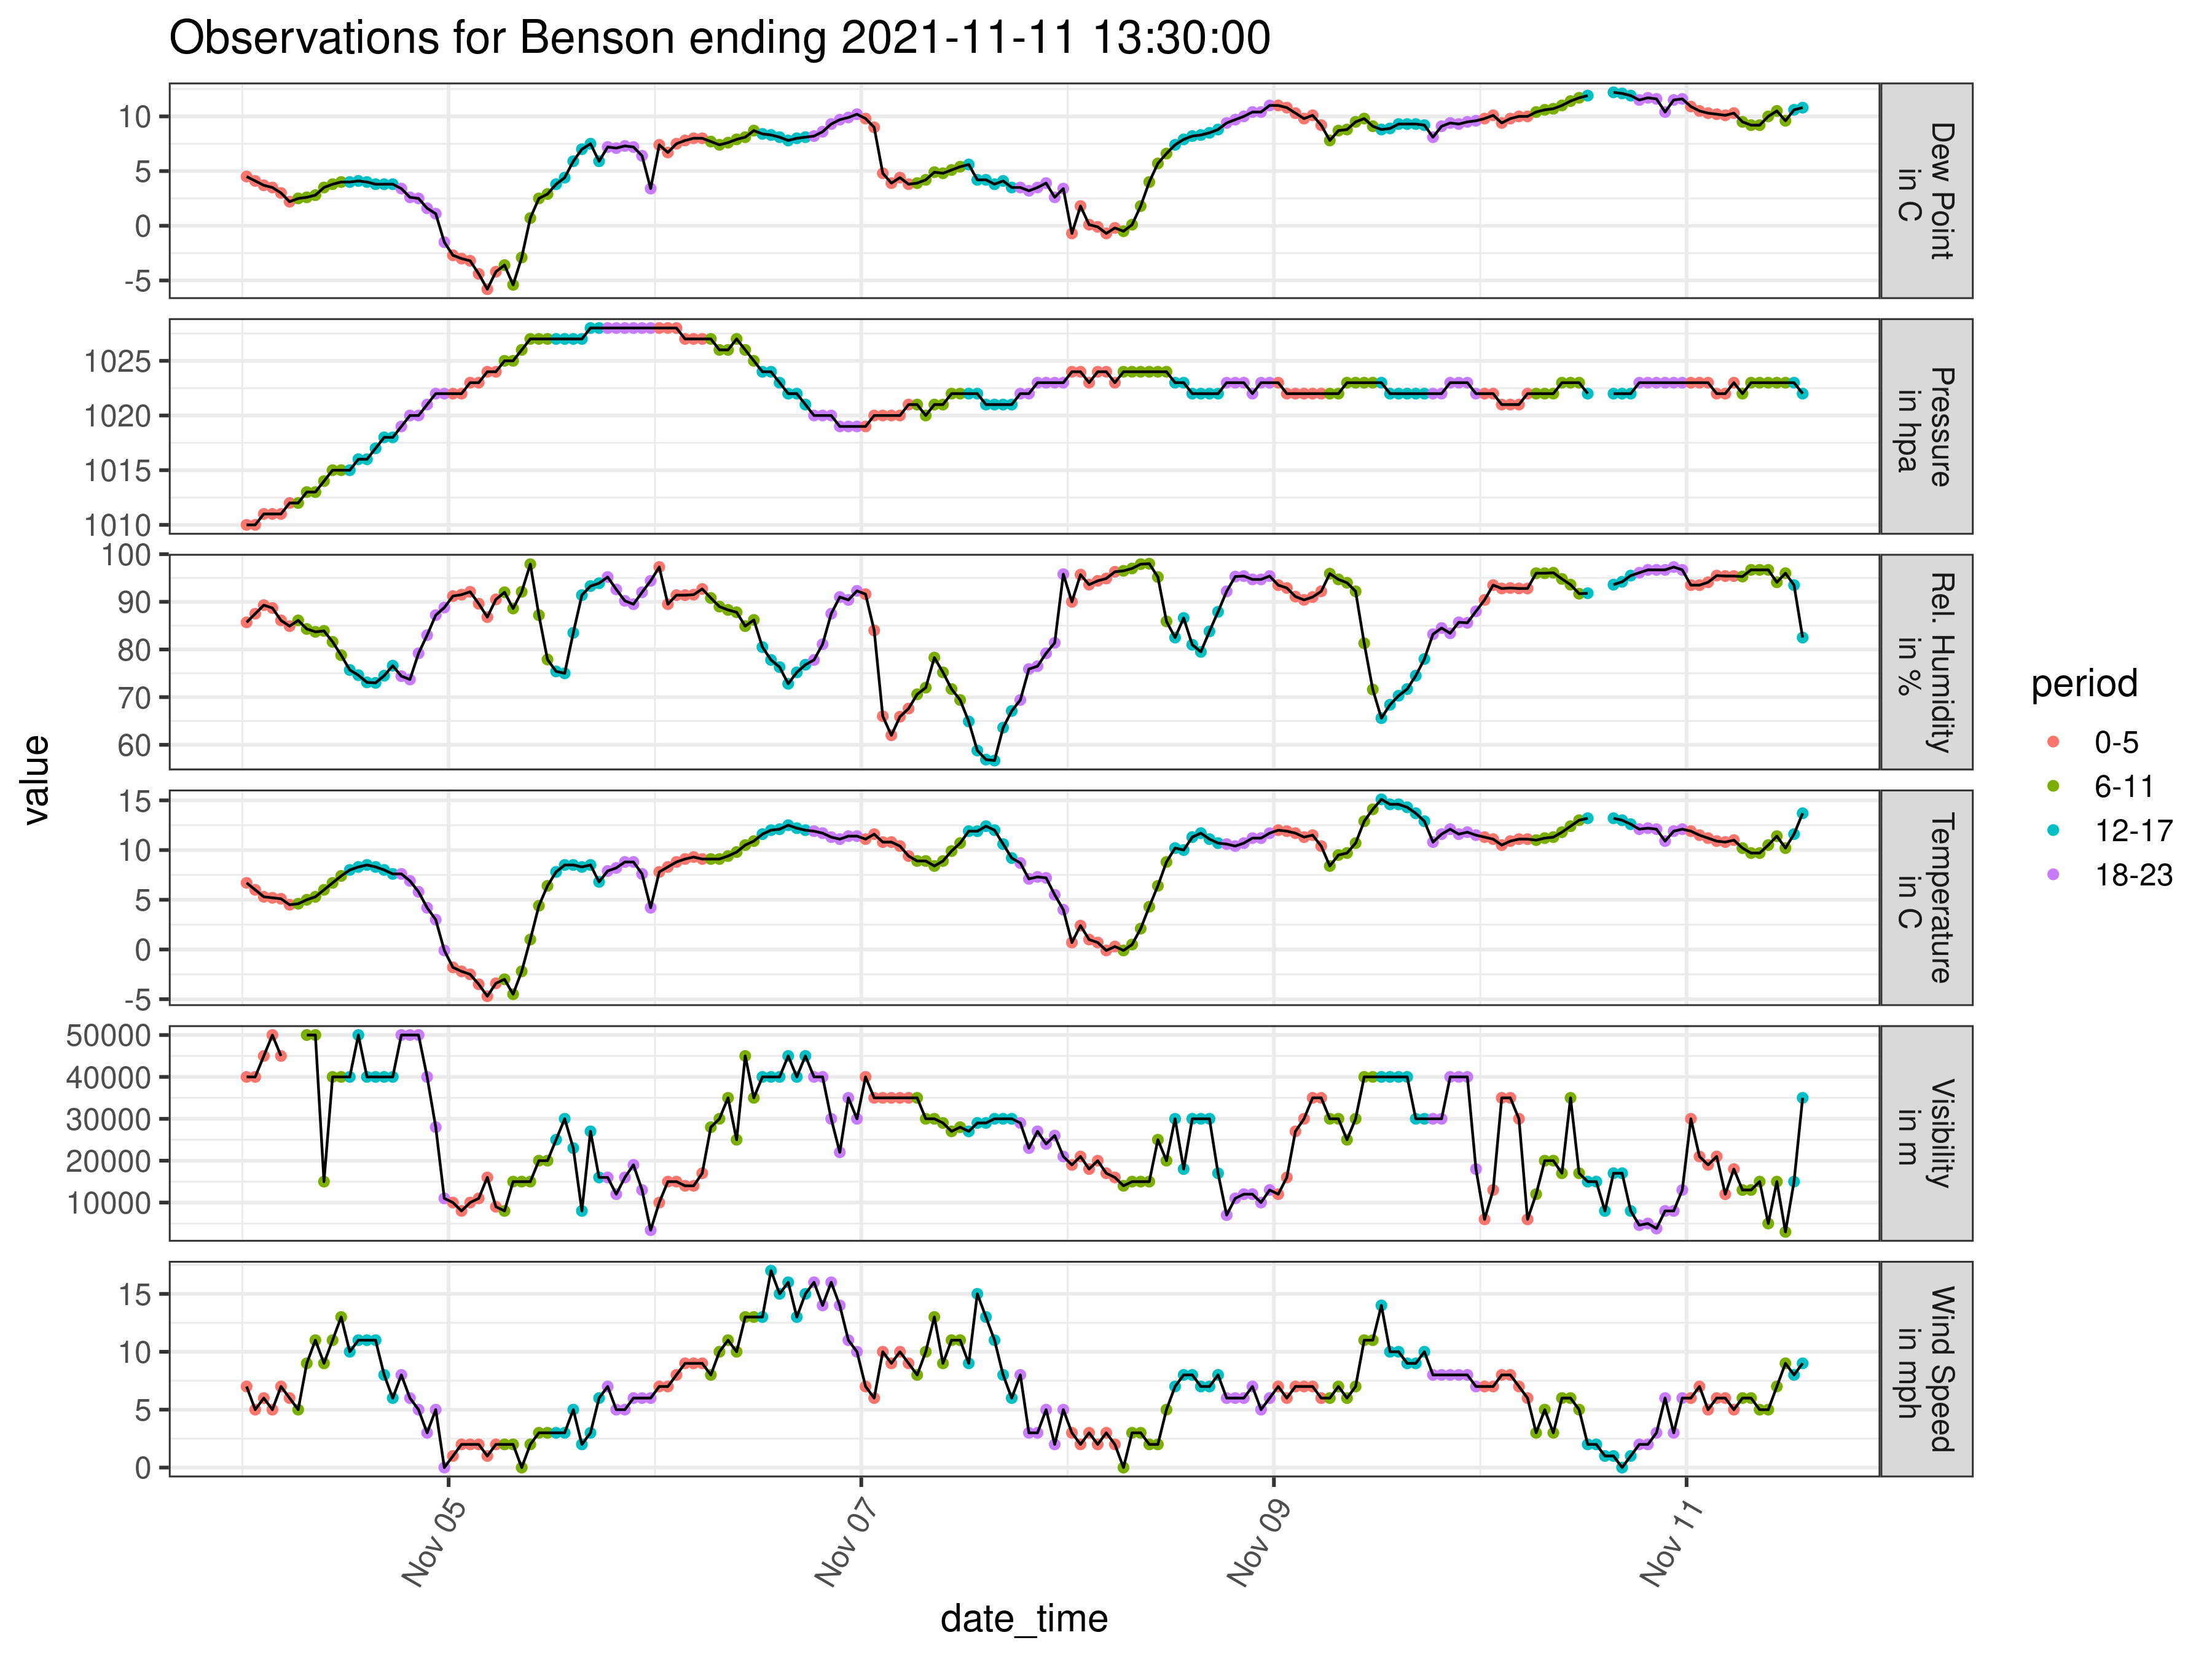 Observations for Benson ending 2021-11-11 13:30:00
10
5
0
-5
Dew Point
in C
1025
1020
1015
1010
Pressure
in hpa
100
90
80
70
60
Rel. Humidity
in %
15
10
5
0
-5
Temperature
in C
50000
40000
30000
20000
10000
Visibility
in m
15
10
5
0
Wind Speed
in mph
value
Nov 05
Nov 07
Nov 09
Nov 11
date_time
period
0-5
6-11
12-17
18-23